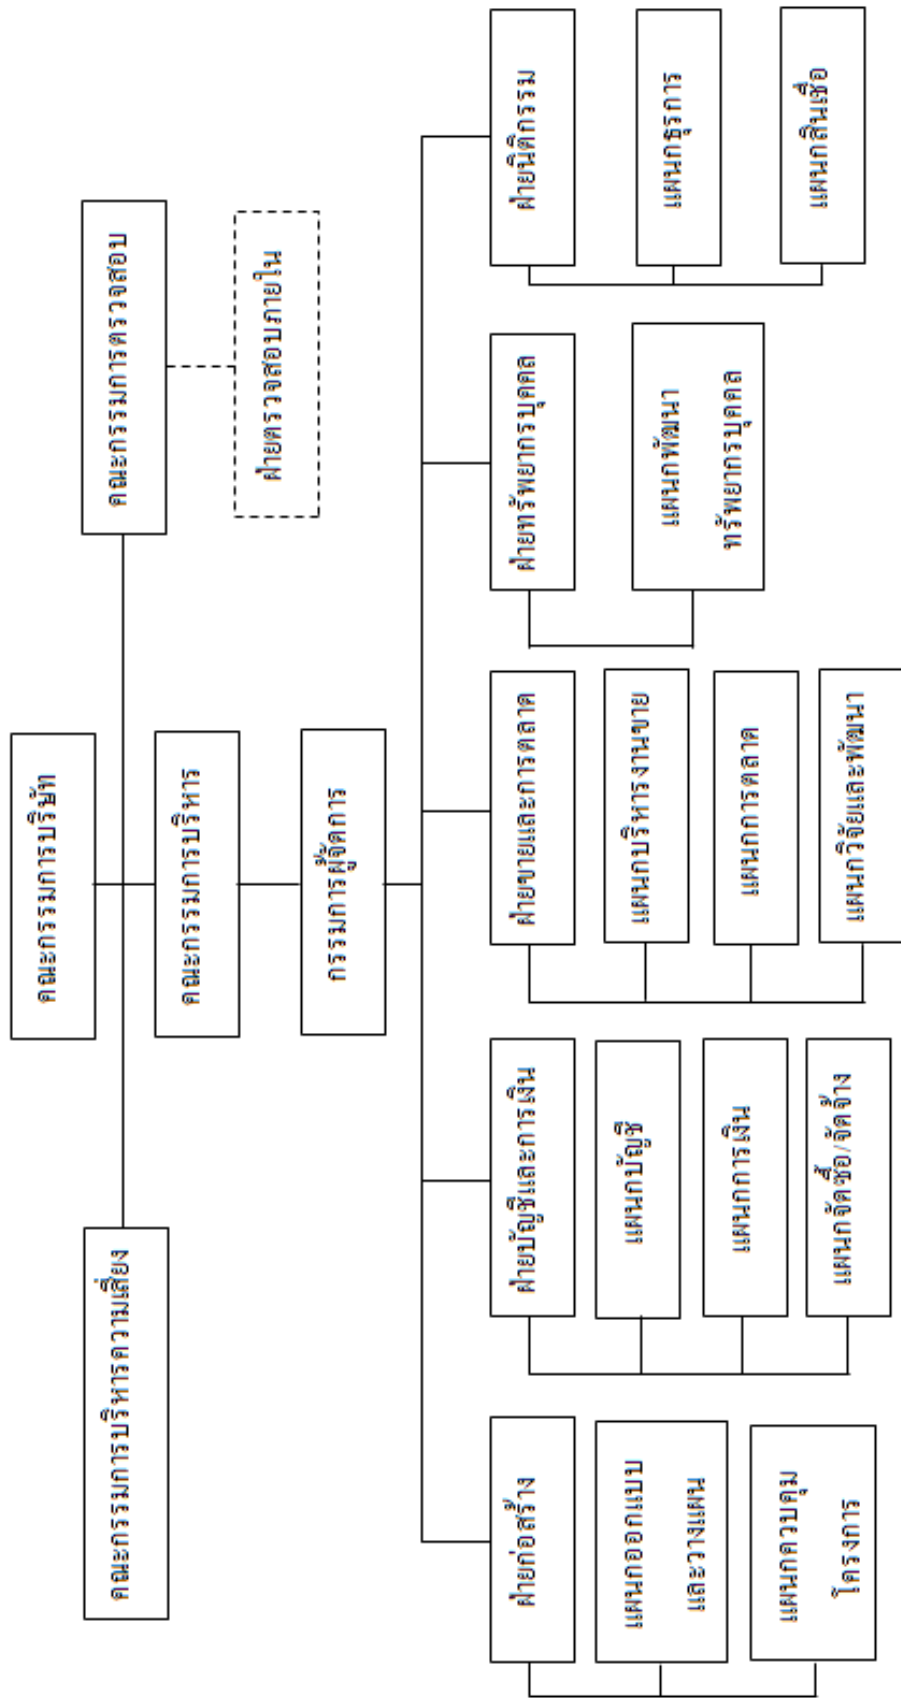 คณะกรรมการบริษัท
คณะกรรมการบริหารความเสี่ยง
คณะกรรมการตรวจสอบ
คณะกรรมการบริหาร
ฝ่ายตรวจสอบภายใน
กรรมการผู้จัดการ
ฝ่ายก่อสร้าง
แผนกออกแบบ
และวางแผน
แผนกควบคุม
โครงการ
ฝ่ายบัญชีและการเงิน
แผนกบัญชี
แผนกการเงิน
แผนกจัดซื้อ/จัดจ้าง
ฝ่ายขายและการตลาด
แผนกบริหารงานขาย
แผนกการตลาด
แผนกวิจัยและพัฒนา
ฝ่ายทรัพยากรบุคคล
แผนกพัฒนา
ทรัพยากรบุคคล
ฝ่ายนิติกรรม
แผนกธุรการ
แผนกสินเชื่อ